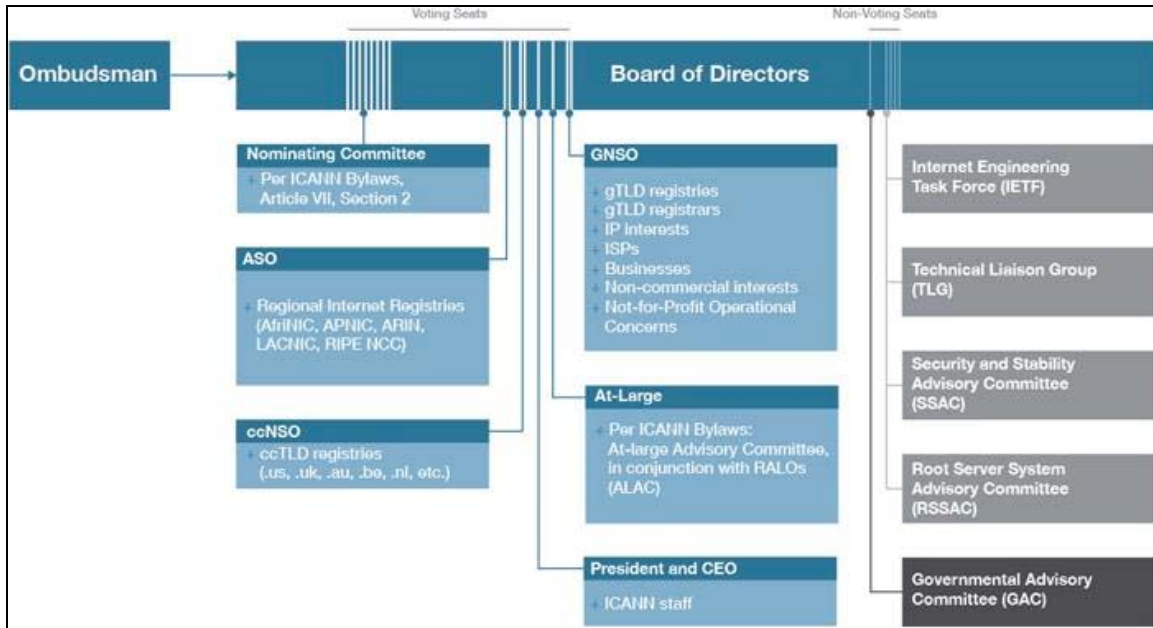 Voting Seats
Non-Voting Seats
Ombudsman
Board of Directors
Nominating Committee
+ Per ICANN Bylaws,
Article VII, Section 2
ASO
+ Regional Internet Registries
(AfriNIC, APNIC, ARIN,
LACNIC, RIPE NCC)
ccNSO
+ ccTLD registries
(.us, .uk, .au, .be, .nl, etc.)
GNSO
+ gTLD registries
+ gTLD registrars
+ IP interests
+ ISPs
+ Businesses
+ Non-commercial interests
+ Not-for-Profit Operational
Concerns
At-Large
+ Per ICANN Bylaws:
At-large Advisory Committee,
in conjunction with RALOs
(ALAC)
President and CEO
+ ICANN staff
Internet Engineering
Task Force (IETF)
Technical Liaison Group
(TLG)
Security and Stability
Advisory Committee
(SSAC)
Root Server System
Advisory Committee
(RSSAC)
Governmental Advisory
Committee (GAC)